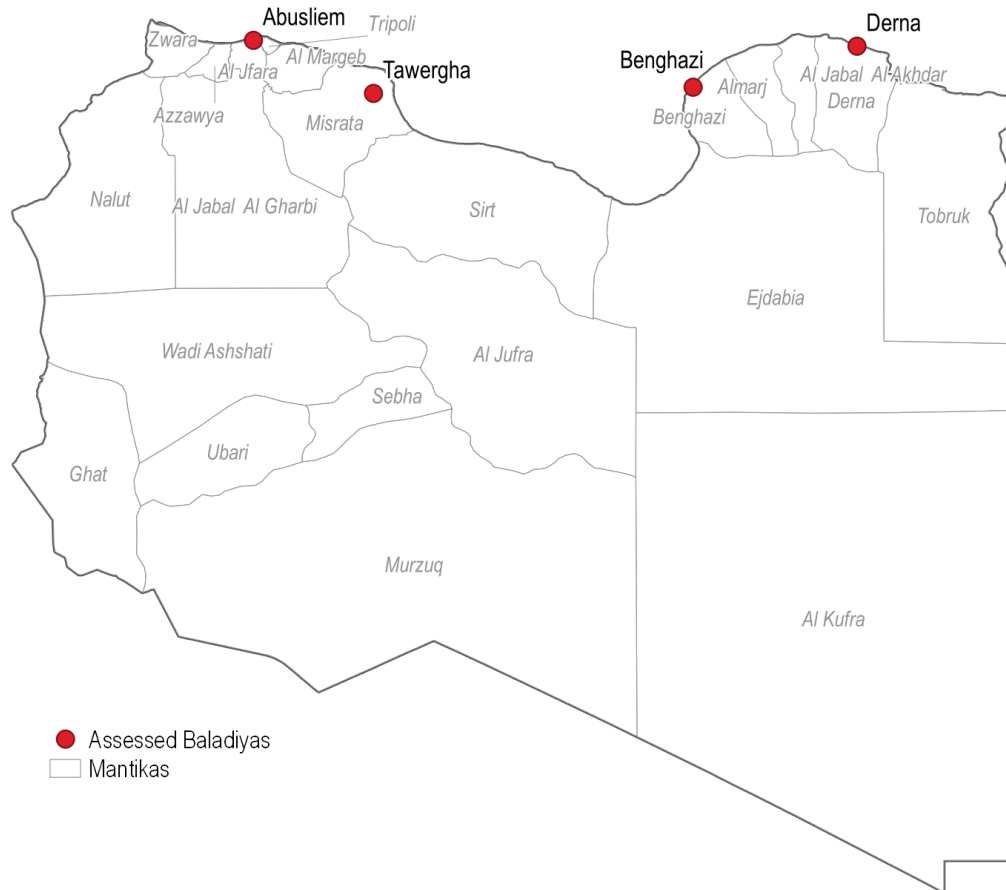 Abusliem
Tripoli
Derna
Zwara
Al Margeb
Benghazi
Al Jfara
Tawergha
Al Jabal Al Akhdar
Almarj
Derna
Azzawya
Misrata
Benghazi
Nalut
Al Jabal Al Gharbi
Sirt
Tobruk
Ejdabia
Wadi Ashshati
Al Jufra
Sebha
Ubari
Ghat
Murzuq
Al Kufra
Assessed Baladiyas
Mantikas